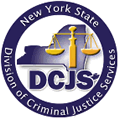 New York State
DCJS
Division of Criminal Justice Services